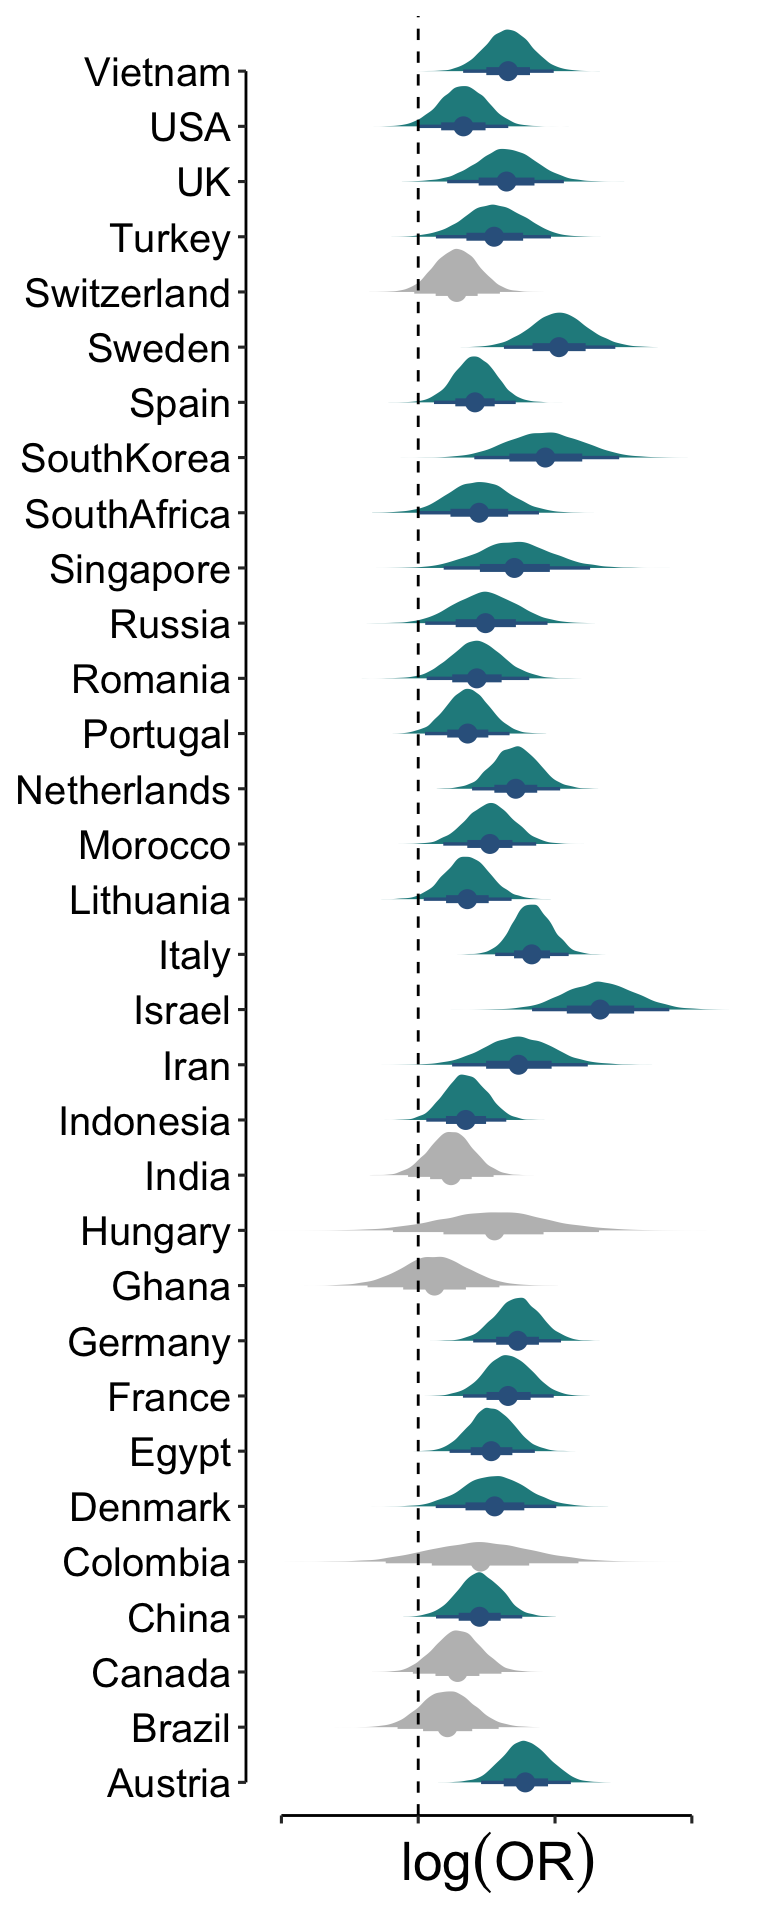 Vietnam
USA
UK
Turkey
Switzerland
Sweden
Spain
SouthKorea
SouthAfrica
Singapore
Russia
Romania
Portugal
Netherlands
Morocco
Lithuania
Italy
Israel
Iran
Indonesia
India
Hungary
Ghana
Germany
France
Egypt
Denmark
Colombia
China
Canada
Brazil
Austria
log(OR)